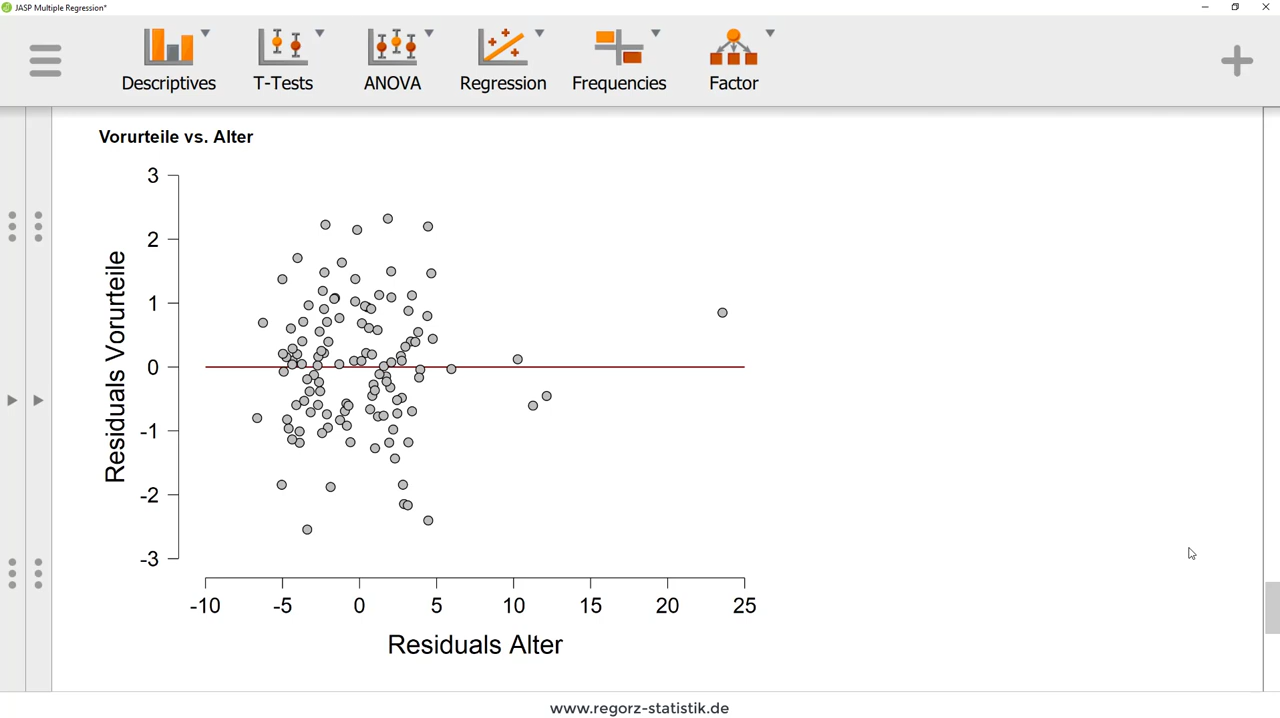 JASP Multiple Regression*
Descriptives T-Tests ANOVA Regression Frequencies Factor
Vorurteile vs. Alter
3
2
1
0
-1
-2
-3
Residuals Vorurteile
-10 -5 0 5 10 15 20 25
Residuals Alter
www.regorz-statistik.de